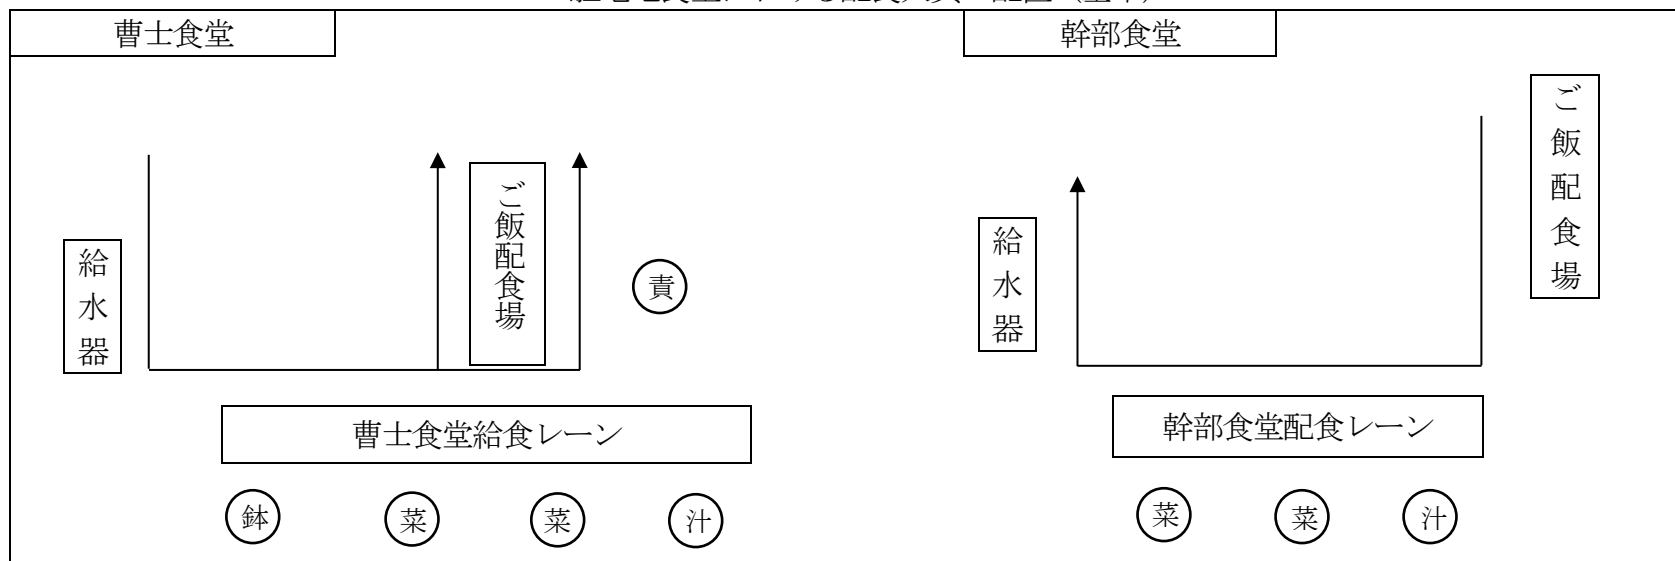 曹士食堂
給水器
ご飯配食場
責
曹士食堂給食レーン
鉢
菜
菜
汁
幹部食堂
ご飯配食場
給水器
幹部食堂配食レーン
菜
菜
汁